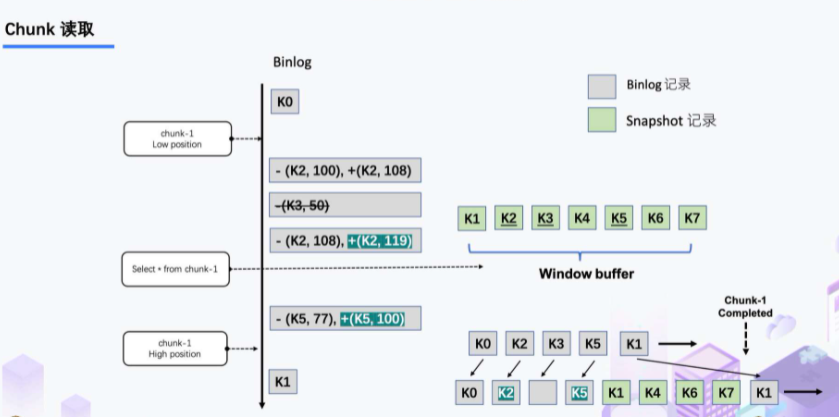 Chunk 读取
Binlog
K0
Binlog 记录
Snapshot 记录
chunk-1
Low position
- (K2, 100), +(K2, 108)
-(K3, 50)
- (K2, 108), +(K2, 119)
K1 K2 K3 K4 K5 K6 K7
Window buffer
Select * from chunk-1
Chunk-1
Completed
- (K5, 77), +(K5, 100)
chunk-1
High position
K0 K2 K3 K5 K1
K1
K0 K2 K5 K1 K4 K6 K7 K1